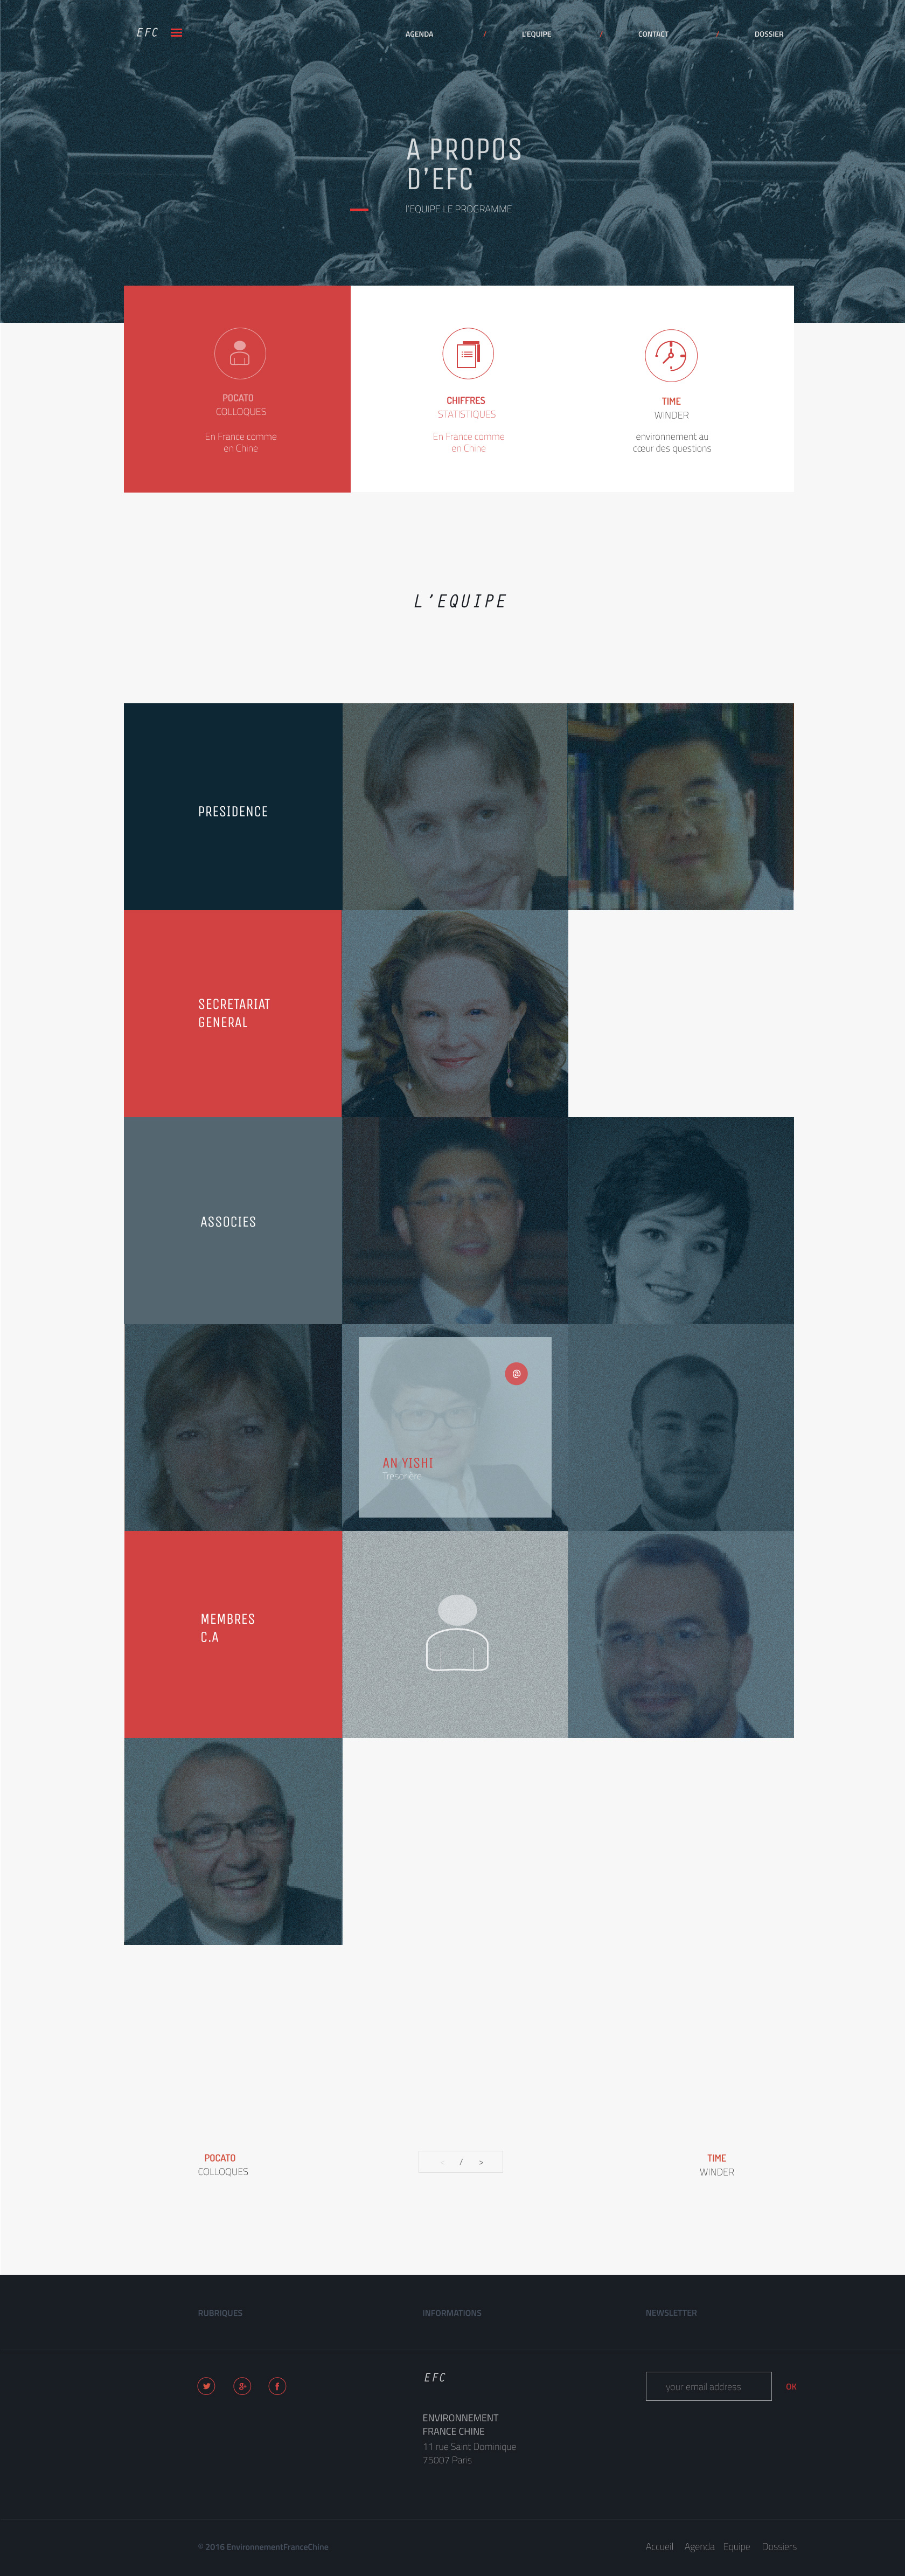 EFC
AGENDA / L'EQUIPE / CONTACT / DOSSIER
A PROPOS
D'EFC
l'EQUIPE LE PROGRAMME
POCATO
COLLOQUES
En France comme
en Chine
CHIFFRES
STATISTIQUES
En France comme
en Chine
TIME
WINDER
environnement au
cœur des questions
L'EQUIPE
PRESIDENCE
SECRETARIAT
GENERAL
ASSOCIES
@
AN YISHI
Tresorière
MEMBRES
C.A
POCATO
COLLOQUES
< / >
TIME
WINDER
RUBRIQUES
INFORMATIONS
NEWSLETTER
EFC
ENVIRONNEMENT
FRANCE CHINE
11 rue Saint Dominique
75007 Paris
your email address
OK
© 2016 EnvironnementFranceChine
Accueil Agenda Equipe Dossiers